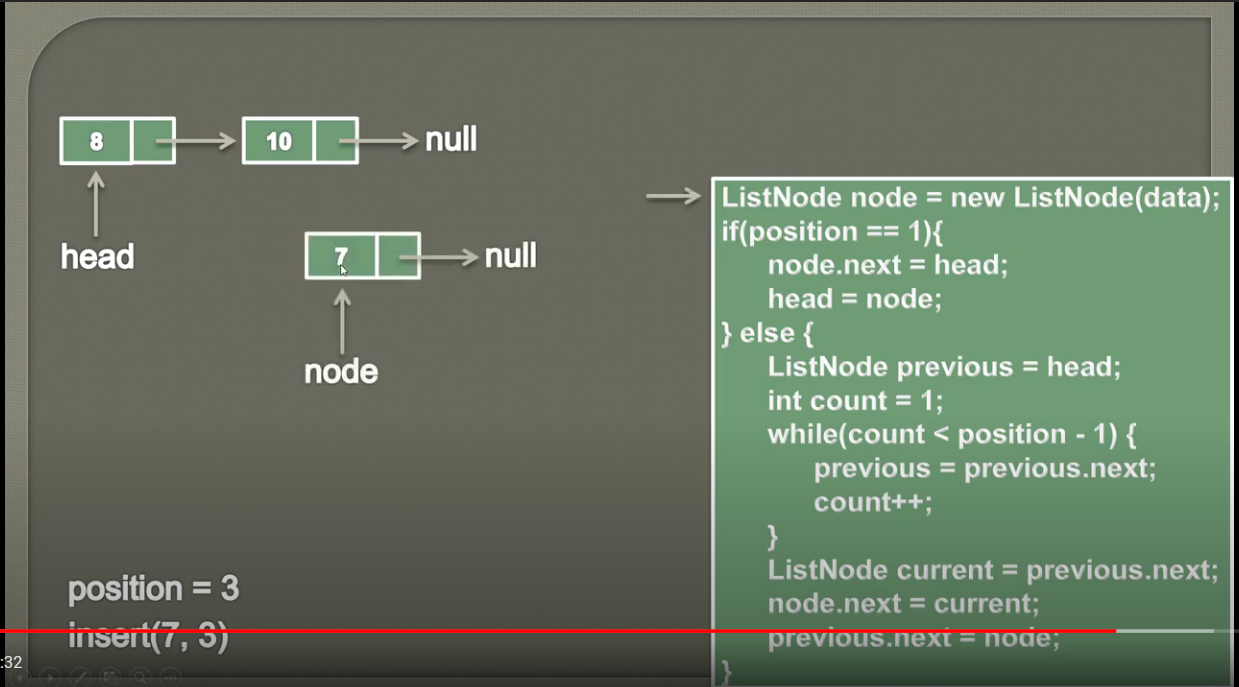 8 10 null
head
7 null
node
position = 3
insert(7, 3)
:32
ListNode node = new ListNode(data);
if(position == 1){
node.next = head;
head = node;
} else {
ListNode previous = head;
int count = 1;
while(count < position - 1) {
previous = previous.next;
count++;
}
ListNode current = previous.next;
node.next = current;
previous.next = node;
}